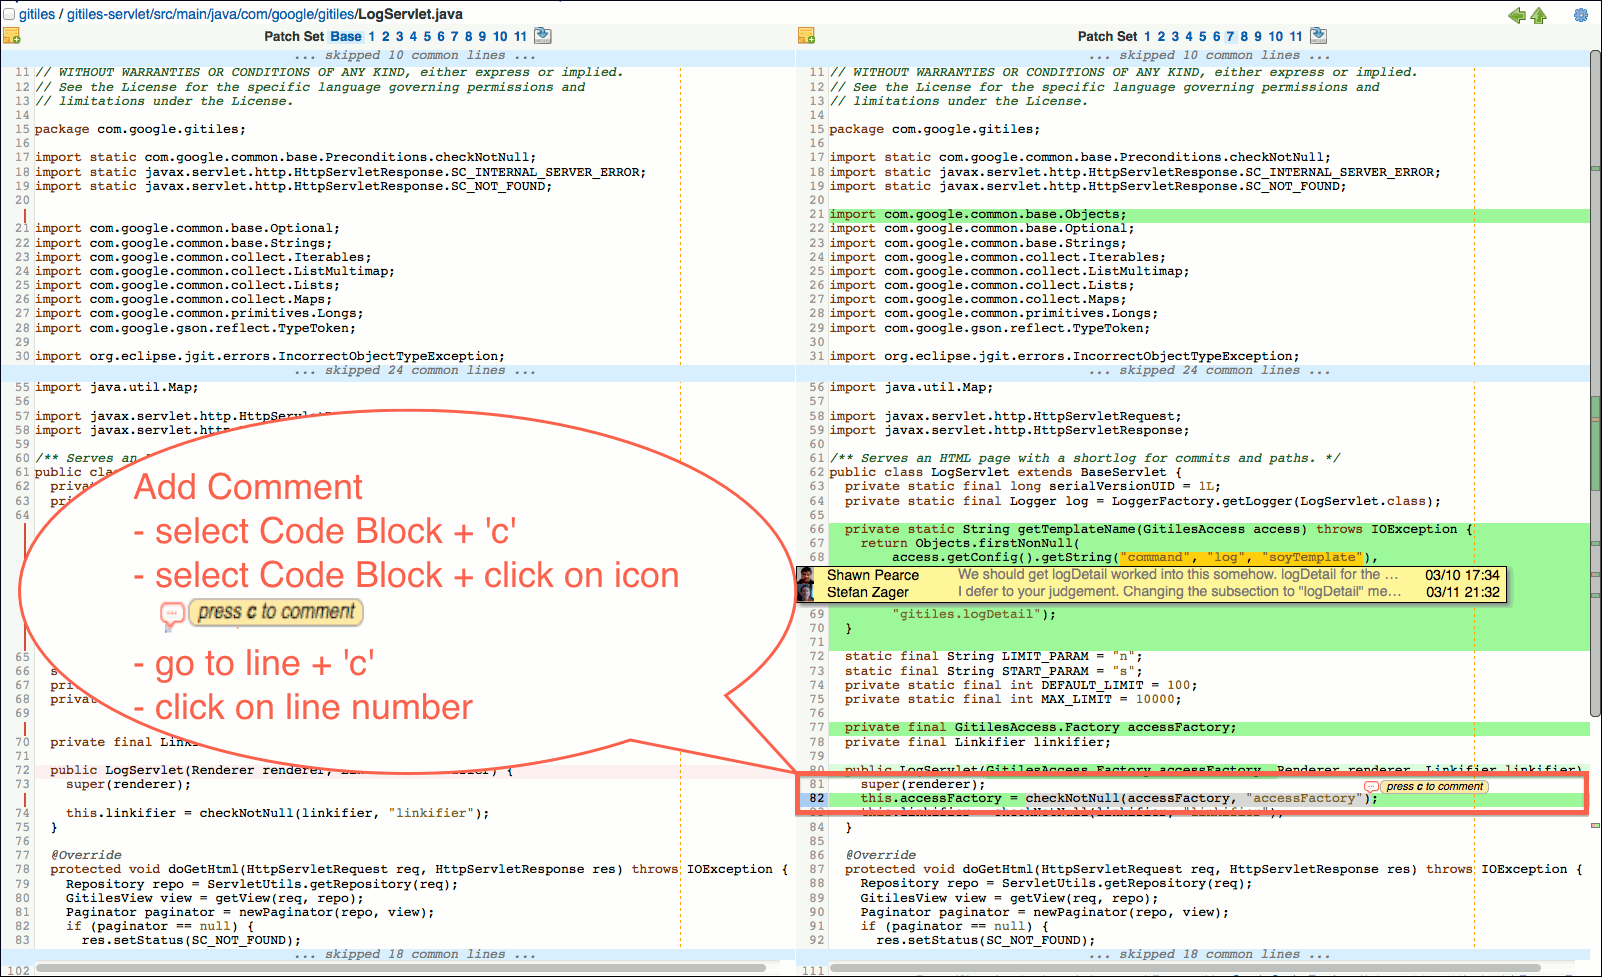 gitiles / gitiles-servlet/src/main/java/com/google/gitiles/LogServlet.java
Patch Set Base 1 2 3 4 5 6 7 8 9 10 11
... skipped 10 common lines ...
11 // WITHOUT WARRANTIES OR CONDITIONS OF ANY KIND, either express or implied.
12 // See the License for the specific language governing permissions and
13 // limitations under the License.
14
15 package com.google.gitiles;
16
17 import static com.google.common.base.Preconditions.checkNotNull;
18 import static javax.servlet.http.HttpServletResponse.SC_INTERNAL_SERVER_ERROR;
19 import static javax.servlet.http.HttpServletResponse.SC_NOT_FOUND;
20
21 import com.google.common.base.Optional;
22 import com.google.common.base.Strings;
23 import com.google.common.collect.Iterables;
24 import com.google.common.collect.ListMultimap;
25 import com.google.common.collect.Lists;
26 import com.google.common.collect.Maps;
27 import com.google.common.primitives.Longs;
28 import com.google.gson.reflect.TypeToken;
29
30 import org.eclipse.jgit.errors.IncorrectObjectTypeException;
... skipped 24 common lines ...
55 import java.util.Map;
56
57 import javax.servlet.http.HttpServlet
58 import javax.servlet.http
59
60 /** Serves an
61 public class
62 private
63 pri
64
Add Comment
- select Code Block + 'c'
- select Code Block + click on icon
press c to comment
- go to line + 'c'
- click on line number
65
66 s
67 pri
68 priva
69
70 private final Link
71
72 public LogServlet(Renderer renderer, Linkifier linkifier) {
73 super(renderer);
74 this.linkifier = checkNotNull(linkifier, "linkifier");
75 }
76
77 @Override
78 protected void doGetHtml(HttpServletRequest req, HttpServletResponse res) throws IOException {
79 Repository repo = ServletUtils.getRepository(req);
80 GitilesView view = getView(req, repo);
81 Paginator paginator = newPaginator(repo, view);
82 if (paginator == null) {
83 res.setStatus(SC_NOT_FOUND);
... skipped 18 common lines ...
102
Patch Set 1 2 3 4 5 6 7 8 9 10 11
... skipped 10 common lines ...
11 // WITHOUT WARRANTIES OR CONDITIONS OF ANY KIND, either express or implied.
12 // See the License for the specific language governing permissions and
13 // limitations under the License.
14
15 package com.google.gitiles;
16
17 import static com.google.common.base.Preconditions.checkNotNull;
18 import static javax.servlet.http.HttpServletResponse.SC_INTERNAL_SERVER_ERROR;
19 import static javax.servlet.http.HttpServletResponse.SC_NOT_FOUND;
20
21 import com.google.common.base.Objects;
22 import com.google.common.base.Optional;
23 import com.google.common.base.Strings;
24 import com.google.common.collect.Iterables;
25 import com.google.common.collect.ListMultimap;
26 import com.google.common.collect.Lists;
27 import com.google.common.collect.Maps;
28 import com.google.common.primitives.Longs;
29 import com.google.gson.reflect.TypeToken;
30
31 import org.eclipse.jgit.errors.IncorrectObjectTypeException;
... skipped 24 common lines ...
56 import java.util.Map;
57
58 import javax.servlet.http.HttpServletRequest;
59 import javax.servlet.http.HttpServletResponse;
60
61 /** Serves an HTML page with a shortlog for commits and paths. */
62 public class LogServlet extends BaseServlet {
63 private static final long serialVersionUID = 1L;
64 private static final Logger log = LoggerFactory.getLogger(LogServlet.class);
65
66 private static String getTemplateName(GitilesAccess access) throws IOException {
67 return Objects.firstNonNull(
68 access.getConfig().getString("command", "log", "soyTemplate"),
Shawn Pearce We should get logDetail worked into this somehow. logDetail for the ... 03/10 17:34
Stefan Zager I defer to your judgement. Changing the subsection to "logDetail" me... 03/11 21:32
69 "gitiles.logDetail");
70 }
71
72 static final String LIMIT_PARAM = "n";
73 static final String START_PARAM = "s";
74 private static final int DEFAULT_LIMIT = 100;
75 private static final int MAX_LIMIT = 10000;
76
77 private final GitilesAccess.Factory accessFactory;
78 private final Linkifier linkifier;
79
80 public LogServlet(GitilesAccess.Factory accessFactory, Renderer renderer, Linkifier linkifier)
81 super(renderer);
press c to comment
82 this.accessFactory = checkNotNull(accessFactory, "accessFactory");
83 this.linkifier = checkNotNull(linkifier, "linkifier");
84 }
85
86 @Override
87 protected void doGetHtml(HttpServletRequest req, HttpServletResponse res) throws IOException {
88 Repository repo = ServletUtils.getRepository(req);
89 GitilesView view = getView(req, repo);
90 Paginator paginator = newPaginator(repo, view);
91 if (paginator == null) {
92 res.setStatus(SC_NOT_FOUND);
... skipped 18 common lines ...
111